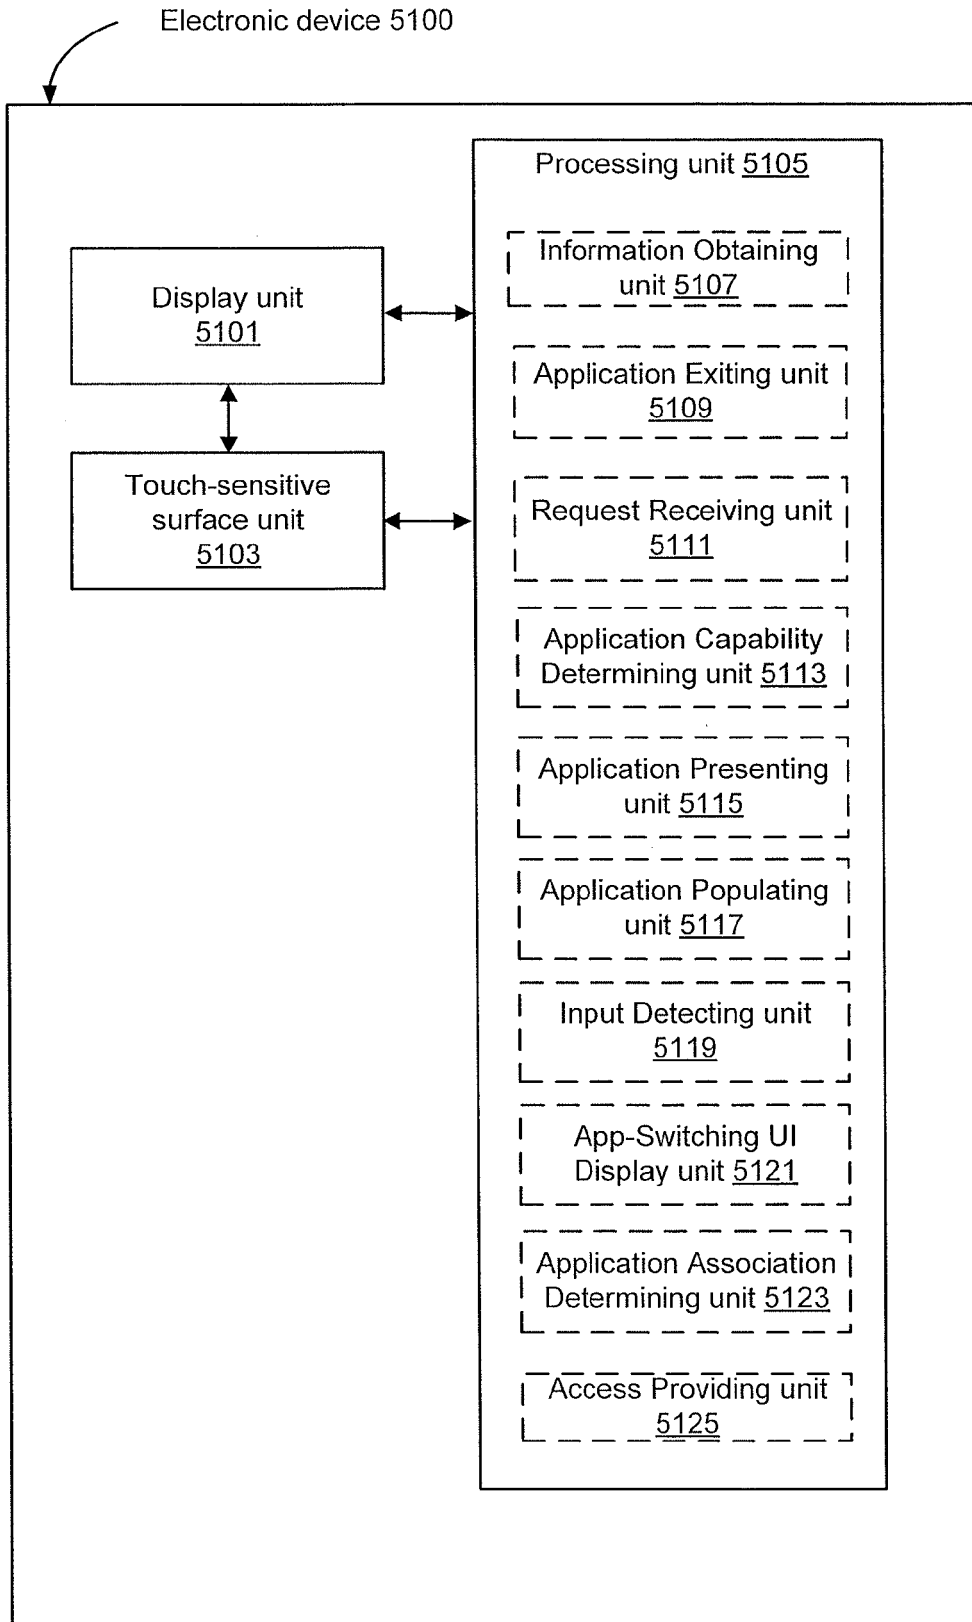 Electronic device 5100
Processing unit 5105
Information Obtaining
unit 5107
Display unit
5101
Application Exiting unit
5109
Touch-sensitive
surface unit
5103
Request Receiving unit
5111
Application Capability
Determining unit 5113
Application Presenting
unit 5115
Application Populating
unit 5117
Input Detecting unit
5119
App-Switching UI
Display unit 5121
Application Association
Determining unit 5123
Access Providing unit
5125